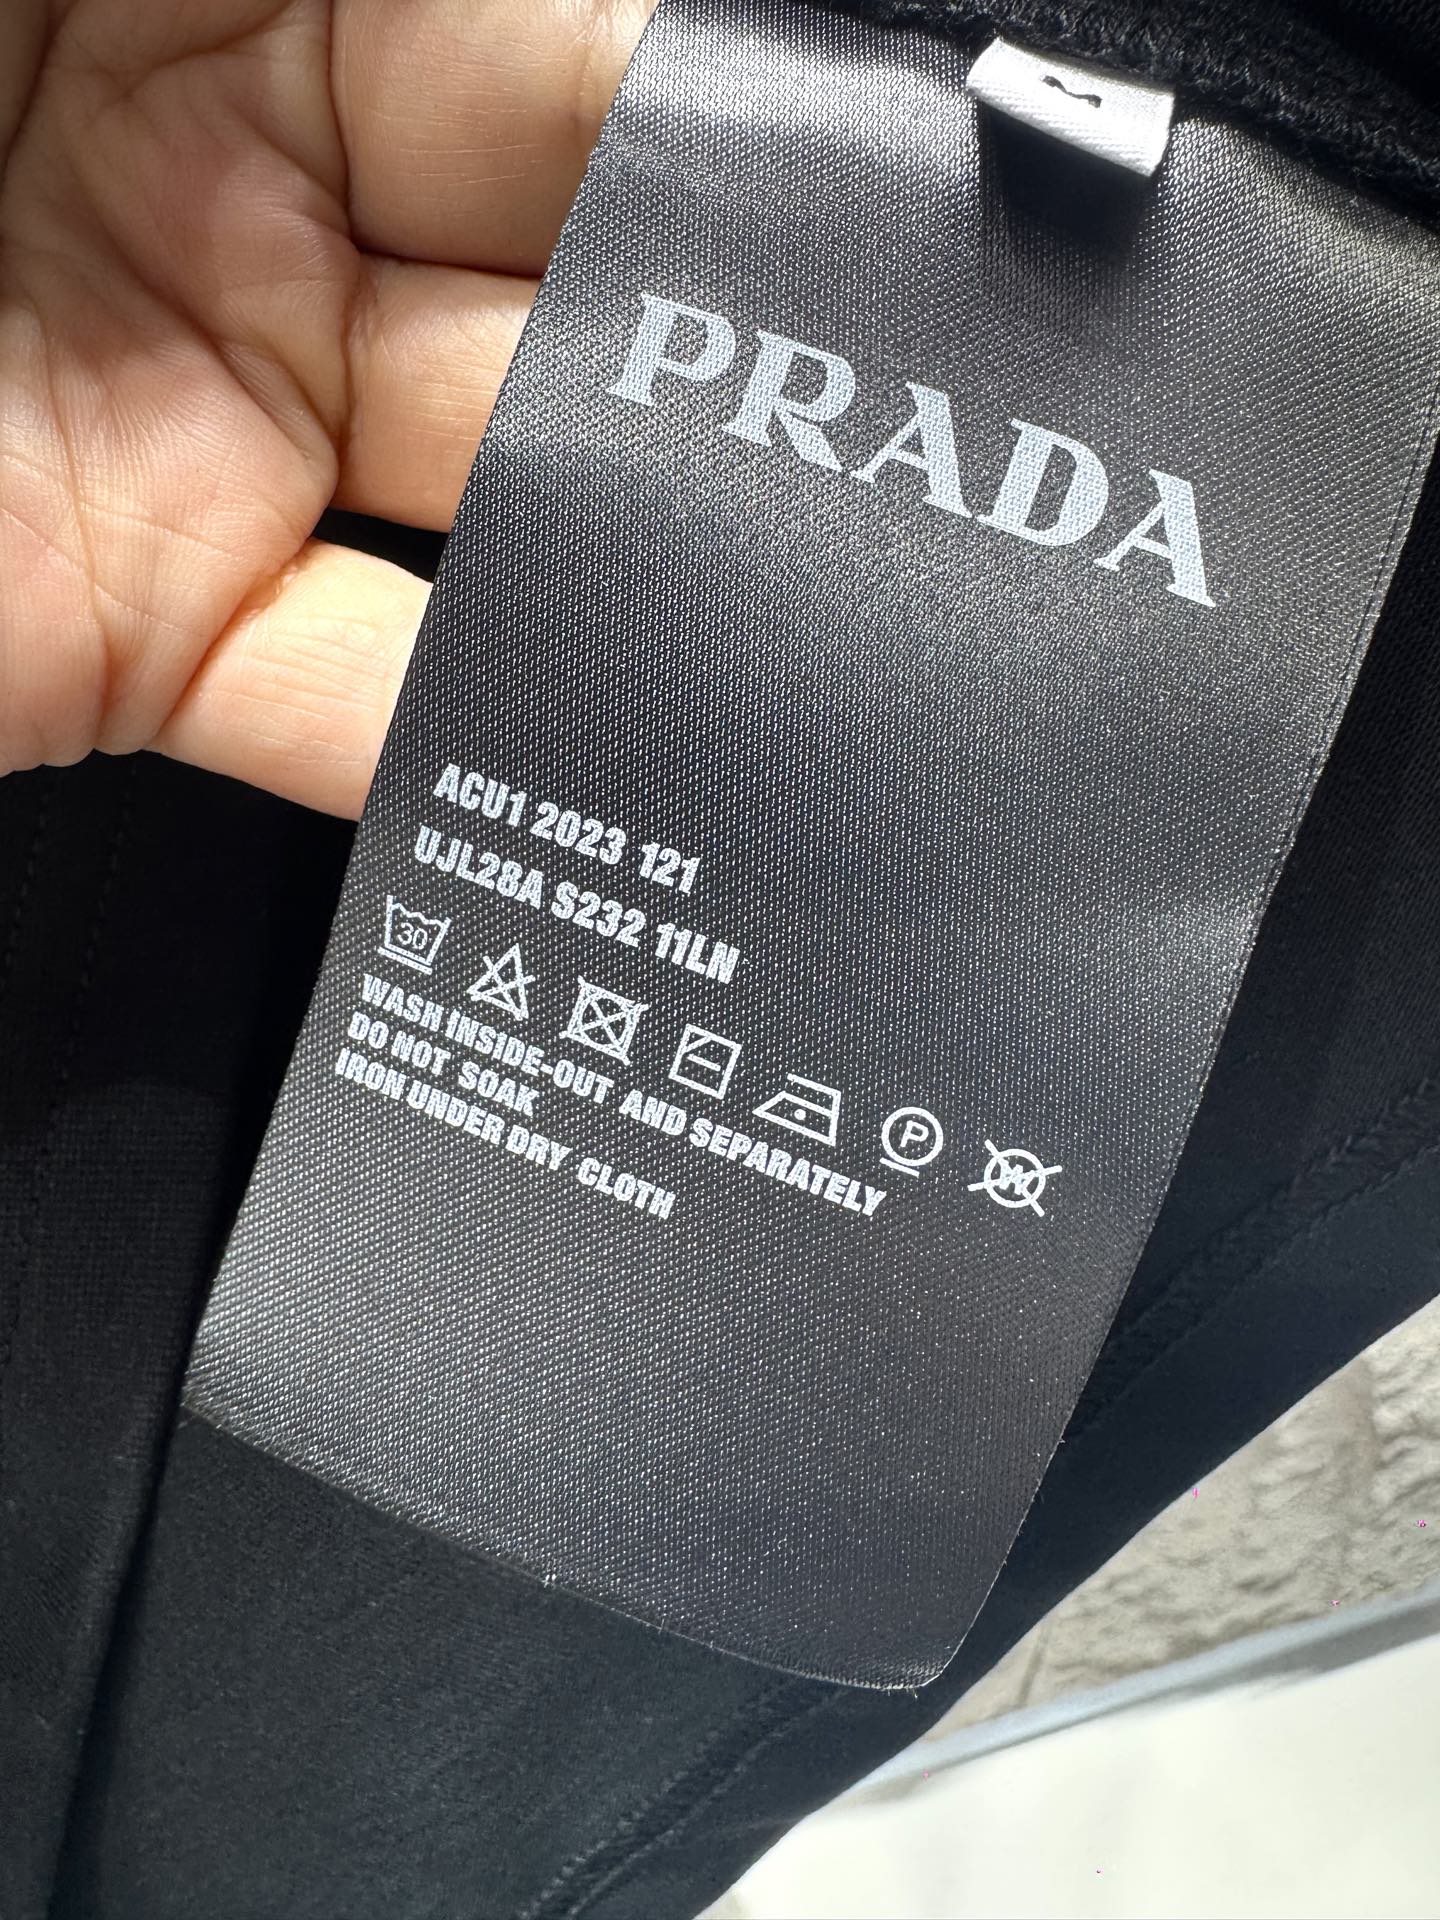 PRADA
ACU1 2023 121
UJL28A S232 11LN
30
P
W
WASH INSIDE-OUT AND SEPARATELY
DO NOT SOAK
IRON UNDER DRY CLOTH